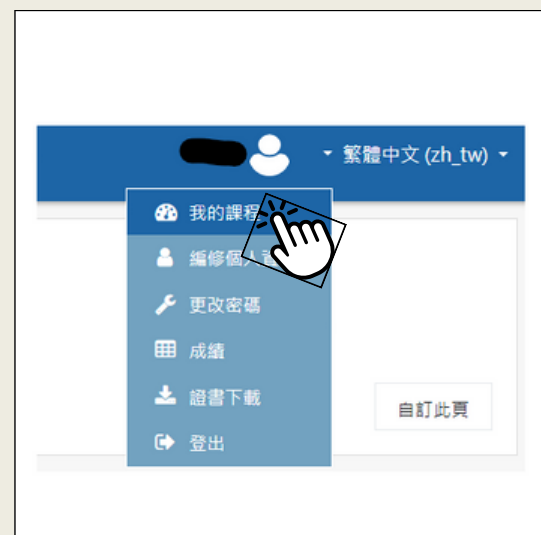 繁體中文 (zh_tw)
我的課程
編修個人
更改密碼
成績
證書下載
自訂此頁
登出